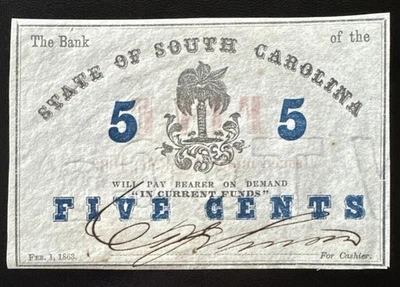 The Bank of the
STATE OF SOUTH CAROLINA
5 5
WILL PAY BEARER ON DEMAND
"IN CURRENT FUNDS"
FIVE CENTS
FEB. 1, 1863. For Cashier.